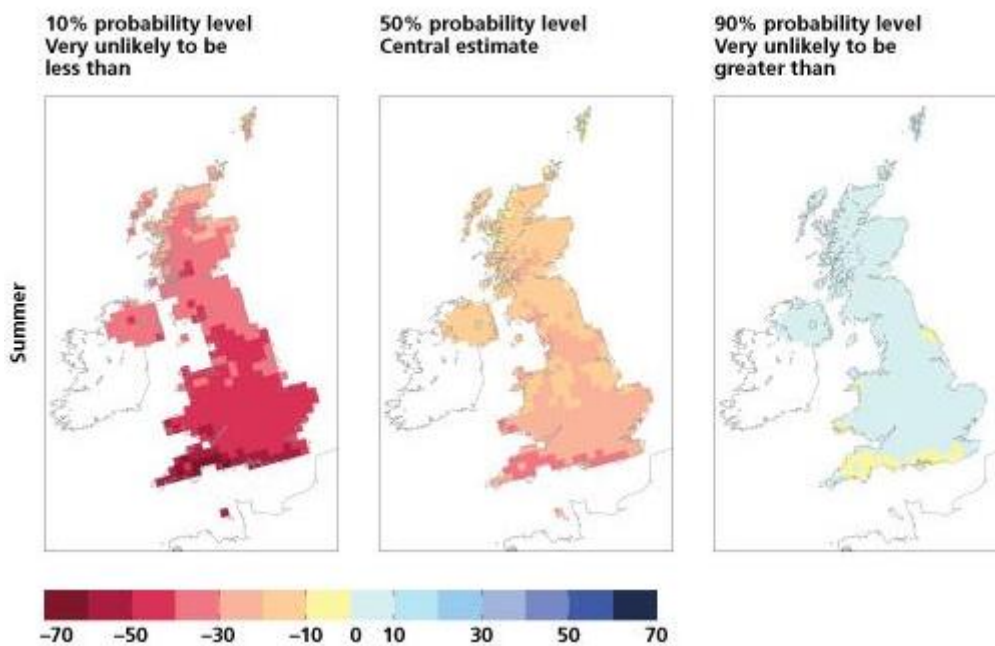 10% probability level
Very unlikely to be
less than
50% probability level
Central estimate
90% probability level
Very unlikely to be
greater than
Summer
−70 −50 −30 −10 0 10 30 50 70